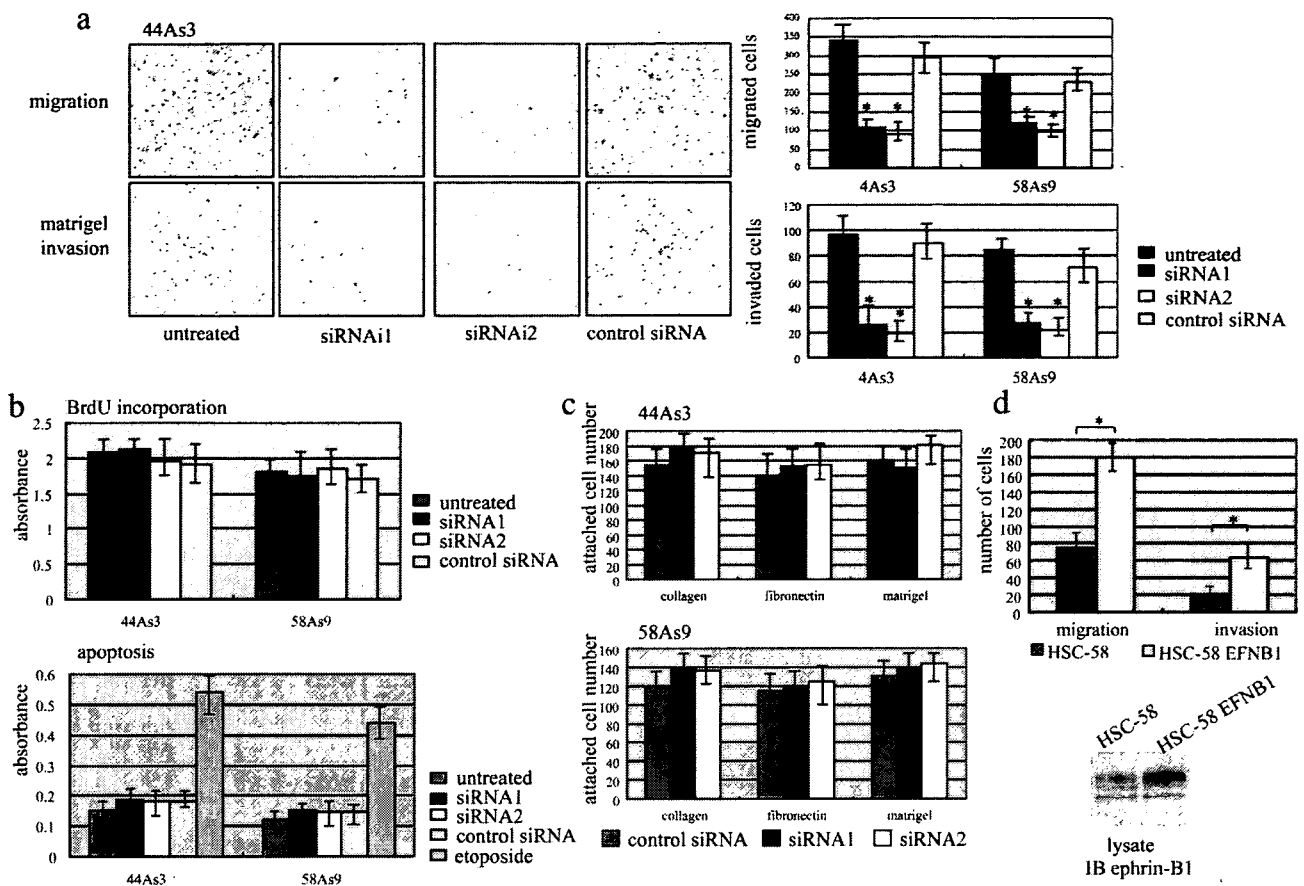 a
44As3
migration
matrigel
invasion
untreated
siRNAi1
siRNAi2
control siRNA
migrated cells
400
350
300
250
200
150
100
50
0
* * * *
4As3 58As9
invaded cells
120
100
80
60
40
20
0
* * * *
4As3 58As9
untreated
siRNA1
siRNA2
control siRNA
b
BrdU incorporation
absorbance
2.5
2
1.5
1
0.5
0
44As3 58As9
untreated
siRNA1
siRNA2
control siRNA
apoptosis
absorbance
0.6
0.5
0.4
0.3
0.2
0.1
0
44As3 58As9
untreated
siRNA1
siRNA2
control siRNA
etoposide
c
44As3
attached cell number
200
180
160
140
120
100
80
60
40
20
0
collagen fibronectin matrigel
58As9
attached cell number
160
140
120
100
80
60
40
20
0
collagen fibronectin matrigel
control siRNA siRNA1 siRNA2
d
*
*
number of cells
200
180
160
140
120
100
80
60
40
20
0
migration invasion
HSC-58 HSC-58 EFNB1
HSC-58
HSC-58 EFNB1
lysate
IB ephrin-B1